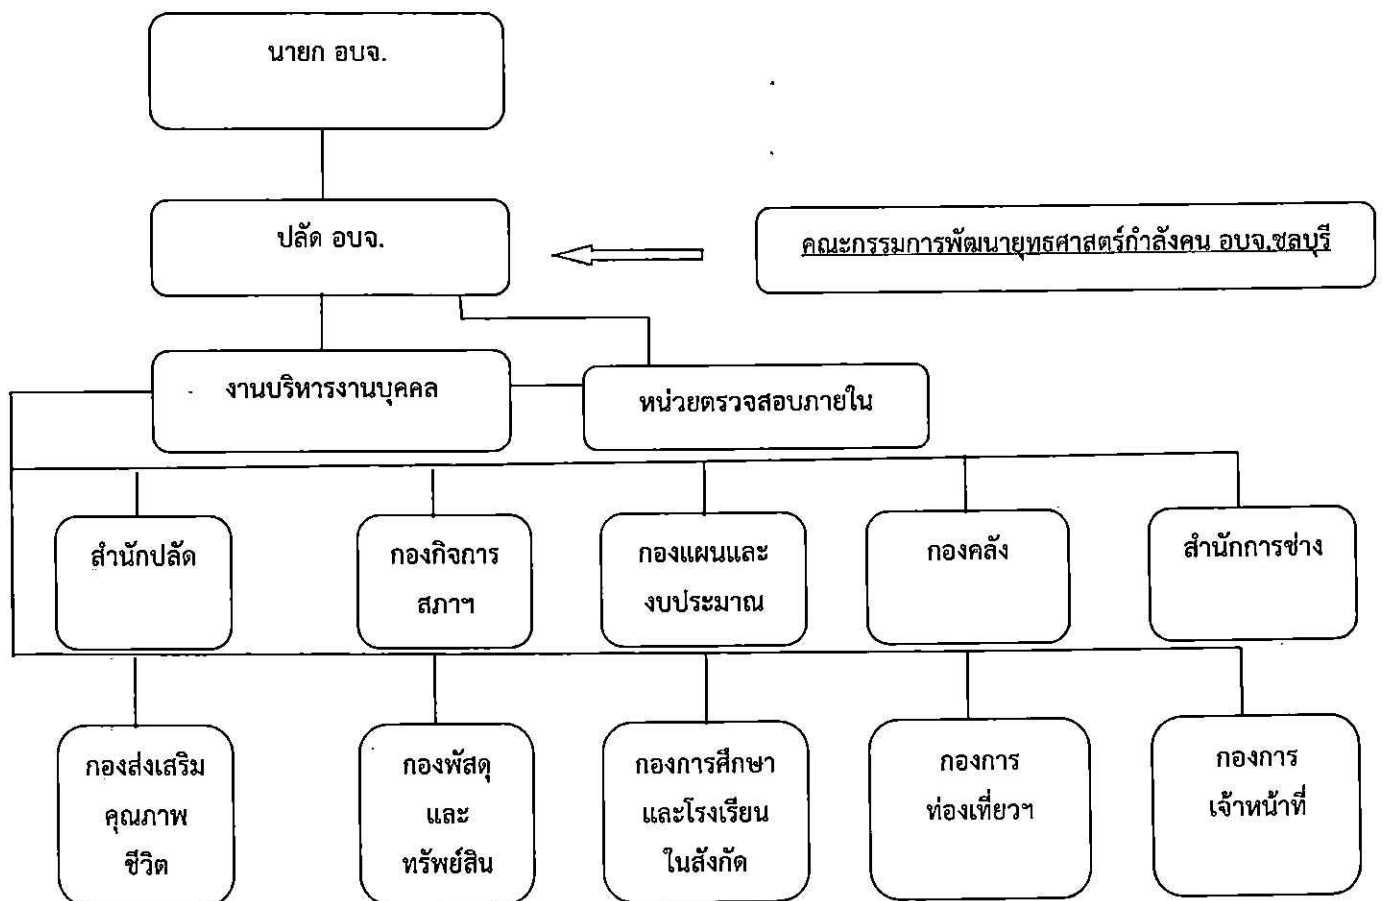 นายก อบจ.
ปลัด อบจ.
คณะกรรมการพัฒนายุทธศาสตร์กำลังคน อบจ.ชลบุรี
งานบริหารงานบุคคล
หน่วยตรวจสอบภายใน
สำนักปลัด
กองกิจการ
สภาฯ
กองแผนและ
งบประมาณ
กองคลัง
สำนักการช่าง
กองส่งเสริม
คุณภาพ
ชีวิต
กองพัสดุ
และ
ทรัพย์สิน
กองการศึกษา
และโรงเรียน
ในสังกัด
กองการ
ท่องเที่ยวฯ
กองการ
เจ้าหน้าที่